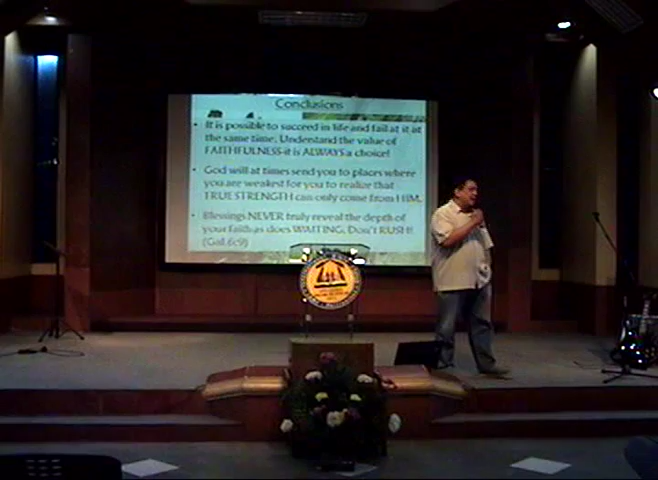 Conclusions
• It is possible to succeed in life and fail at it at
the same time. Understand the value of
FAITHFULNESS-it is ALWAYS a choice!
• God will at times send you to places where
you are weakest for you to realize that
TRUE STRENGTH can only come from HIM.
• Blessings NEVER truly reveal the depth of
your faith as does WAITING. Don't RUSH!
(Gal.6:9)